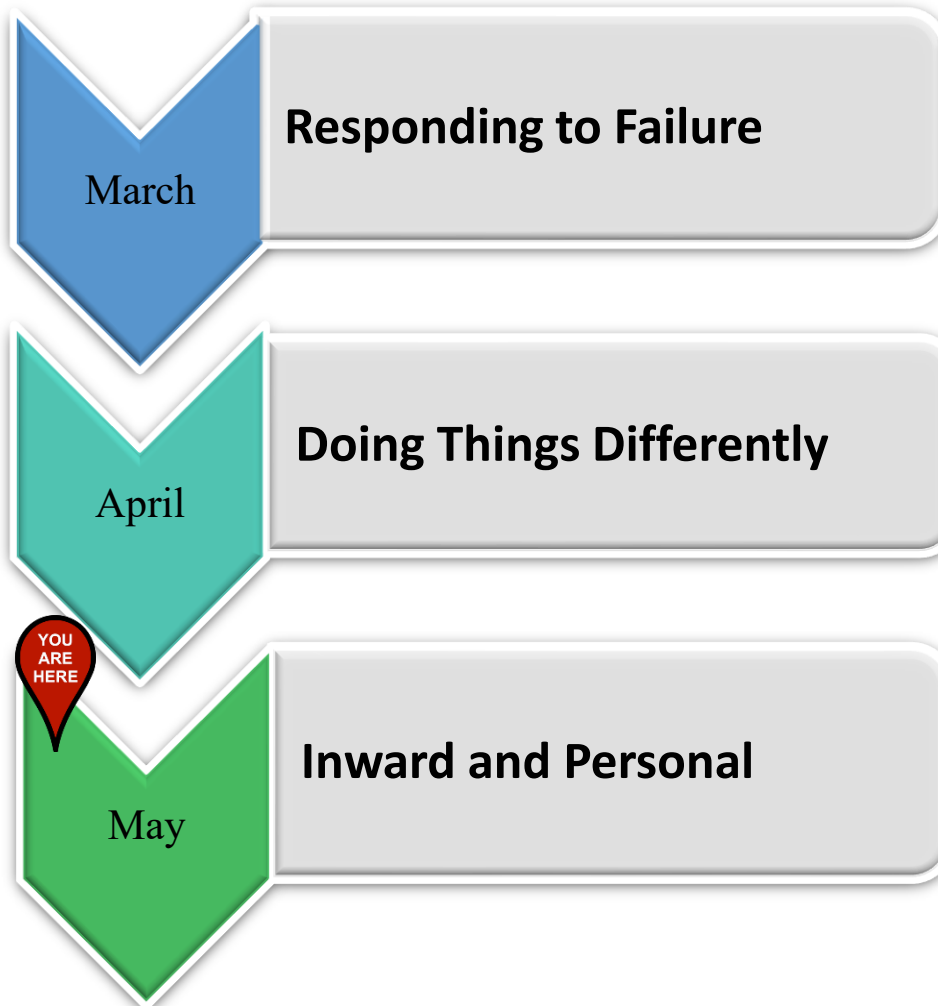 Responding to Failure
March
Doing Things Differently
April
YOU
ARE
HERE
Inward and Personal
May